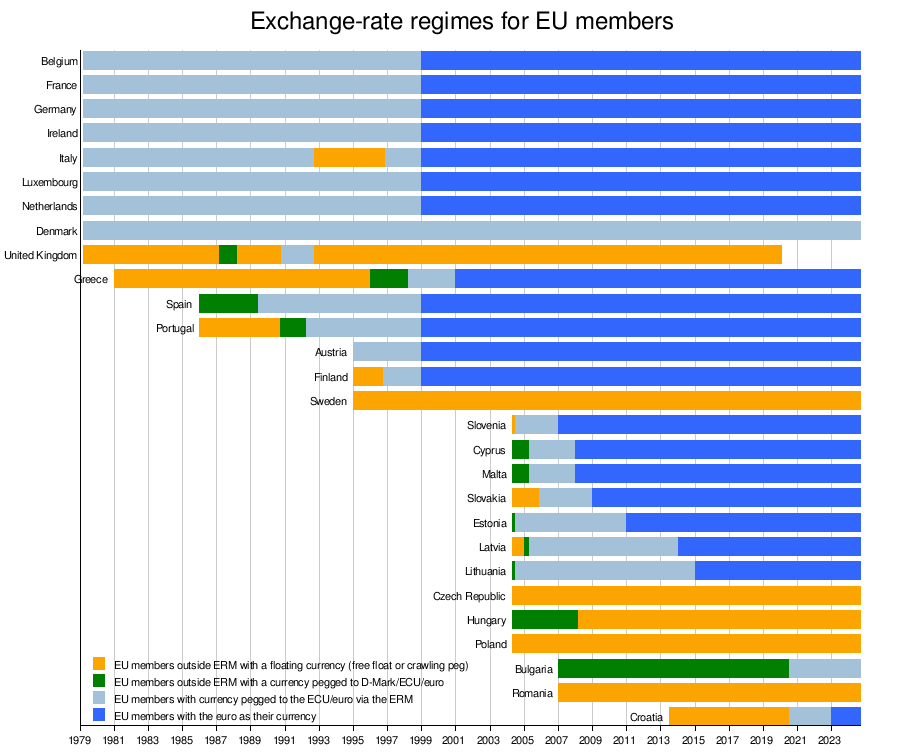 Exchange-rate regimes for EU members
Belgium
France
Germany
Ireland
Italy
Luxembourg
Netherlands
Denmark
United Kingdom
Greece
Spain
Portugal
Austria
Finland
Sweden
Slovenia
Cyprus
Malta
Slovakia
Estonia
Latvia
Lithuania
Czech Republic
Hungary
Poland
Bulgaria
Romania
Croatia
EU members outside ERM with a floating currency (free float or crawling peg)
EU members outside ERM with a currency pegged to D-Mark/ECU/euro
EU members with currency pegged to the ECU/euro via the ERM
EU members with the euro as their currency
1979 1981 1983 1985 1987 1989 1991 1993 1995 1997 1999 2001 2003 2005 2007 2009 2011 2013 2014 2015 2017 2019 2021 2023